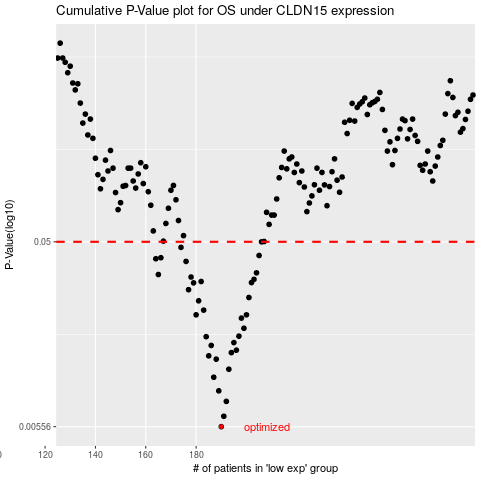 Cumulative P-Value plot for OS under CLDN15 expression
P-Value(log10)
0.05
0.00556
optimized
0 120 140 160 180
# of patients in 'low exp' group